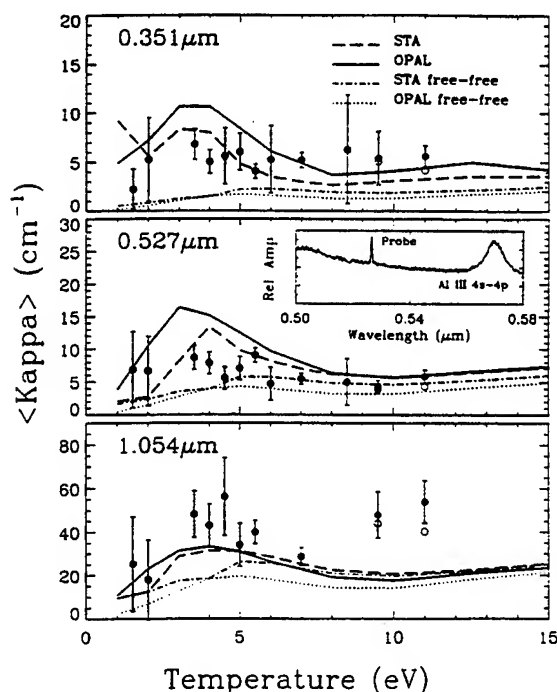 0.351μm
STA
OPAL
STA free-free
OPAL free-free
20
15
10
5
0
0.527μm
Rel Amp
Probe
Al III 4s-4p
0.50 0.54 0.58
Wavelength (μm)
30
25
20
15
10
5
0
<Kappa> (cm⁻¹)
1.054μm
80
60
40
20
0
0 5 10 15
Temperature (eV)